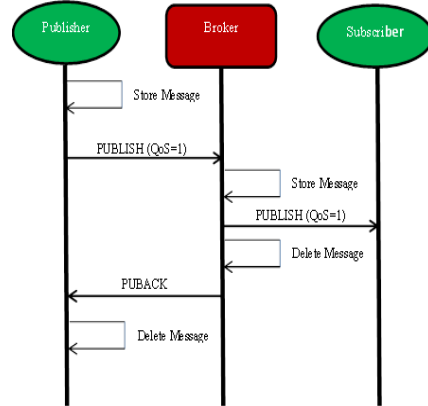 Publisher
Broker
Subscriber
Store Message
PUBLISH (QoS=1)
Store Message
PUBLISH (QoS=1)
Delete Message
PUBACK
Delete Message